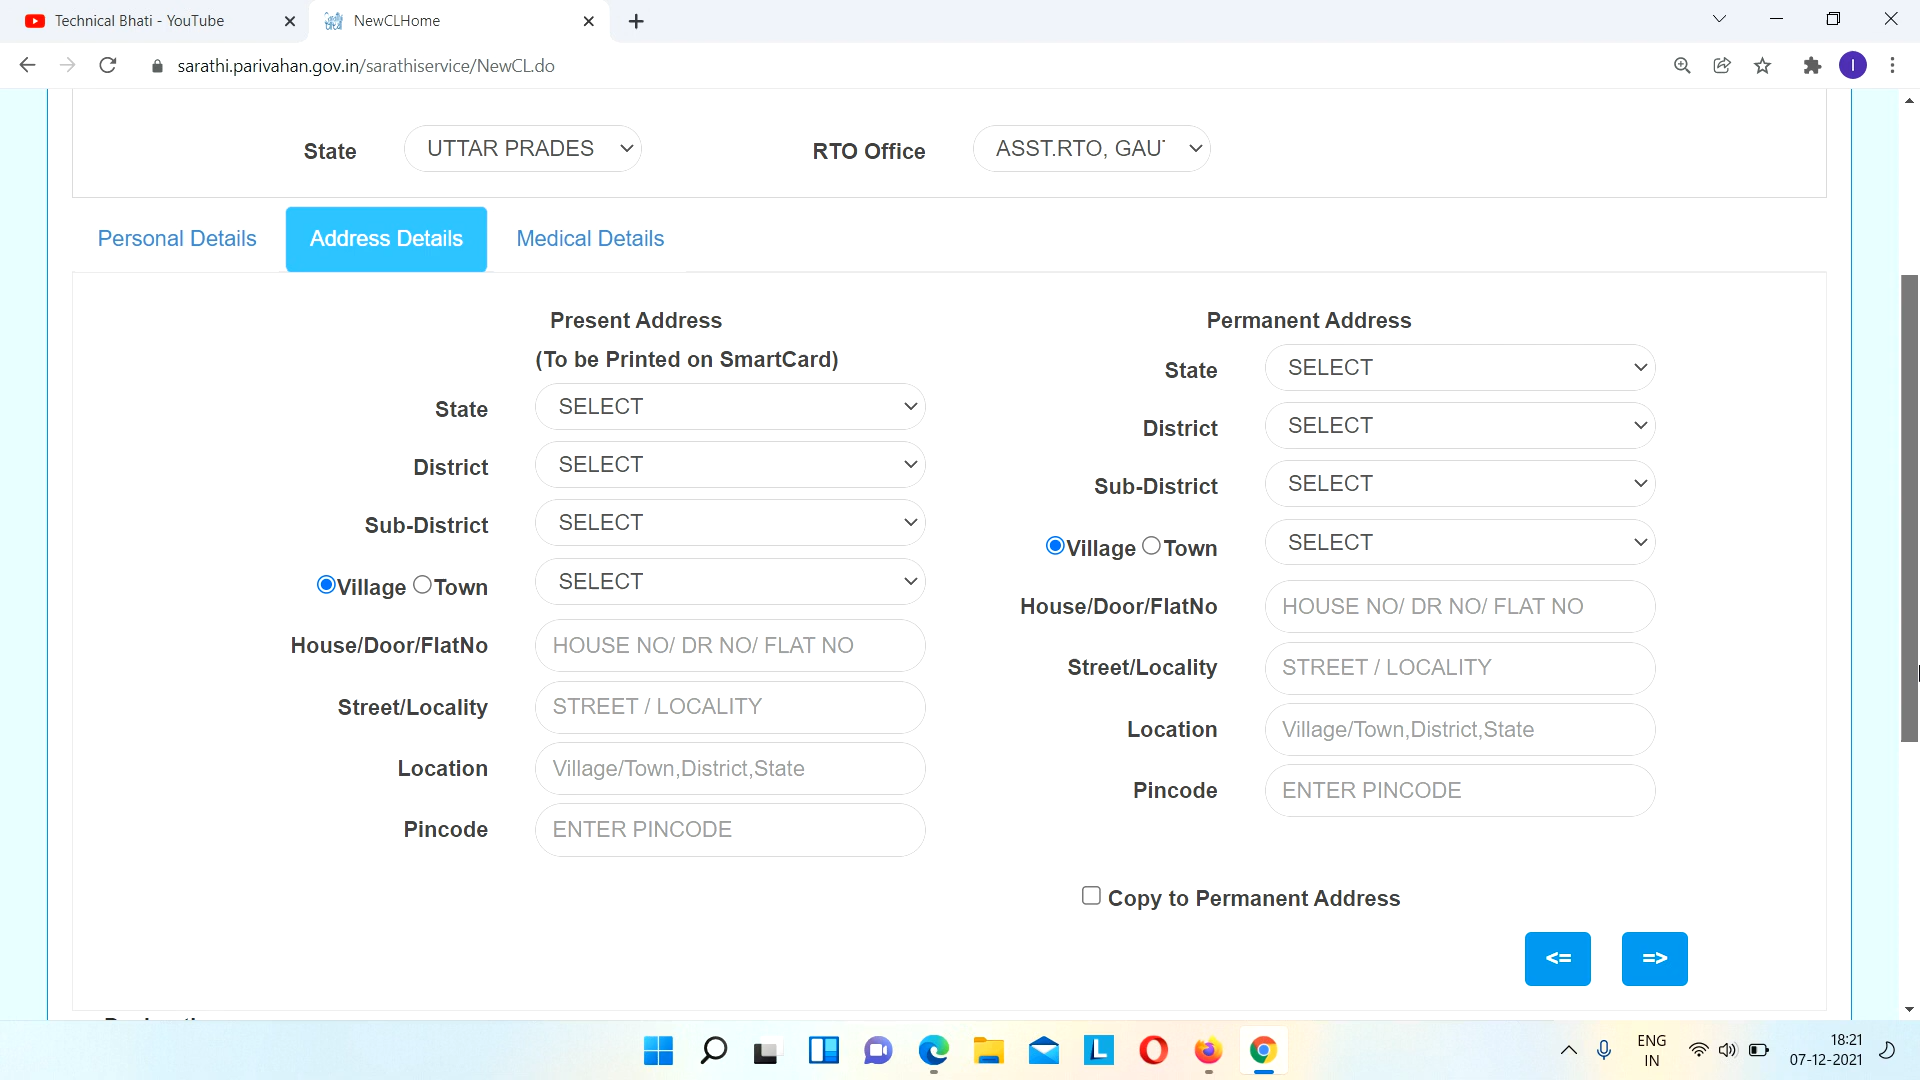 Technical Bhati - YouTube
NewCLHome
sarathi.parivahan.gov.in/sarathiservice/NewCL.do
I
State
UTTAR PRADES
RTO Office
ASST.RTO, GAU
Personal Details
Address Details
Medical Details
Present Address
(To be Printed on SmartCard)
State
SELECT
District
SELECT
Sub-District
SELECT
Village
Town
SELECT
House/Door/FlatNo
HOUSE NO/ DR NO/ FLAT NO
Street/Locality
STREET / LOCALITY
Location
Village/Town,District,State
Pincode
ENTER PINCODE
Permanent Address
State
SELECT
District
SELECT
Sub-District
SELECT
Village
Town
SELECT
House/Door/FlatNo
HOUSE NO/ DR NO/ FLAT NO
Street/Locality
STREET / LOCALITY
Location
Village/Town,District,State
Pincode
ENTER PINCODE
Copy to Permanent Address
<=
=>
L
ENG
IN
18:21
07-12-2021